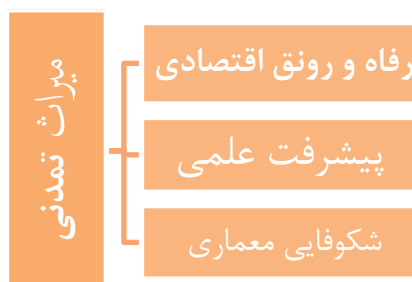 میراث تمدنی
رفاه و رونق اقتصادی
پیشرفت علمی
شکوفایی معماری